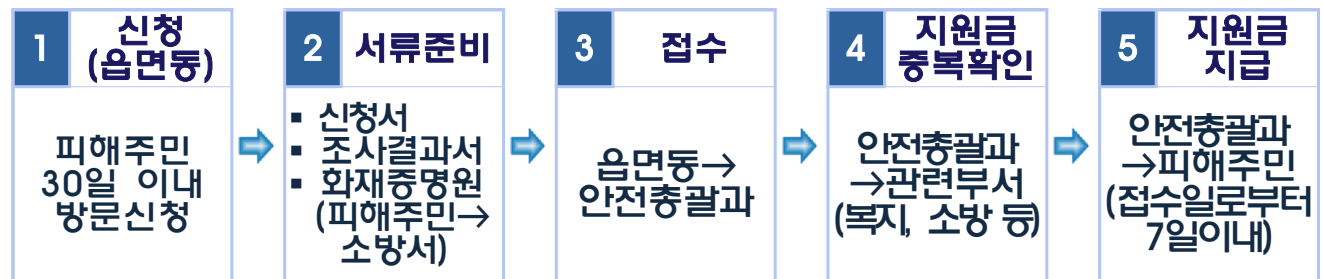 1
신청
(읍면동)
피해주민
30일 이내
방문신청
2
서류준비
▪ 신청서
▪ 조사결과서
▪ 화재증명원
(피해주민→
소방서)
3
접수
읍면동→
안전총괄과
4
지원금
중복확인
안전총괄과
→관련부서
(복지, 소방 등)
5
지원금
지급
안전총괄과
→피해주민
(접수일로부터
7일이내)